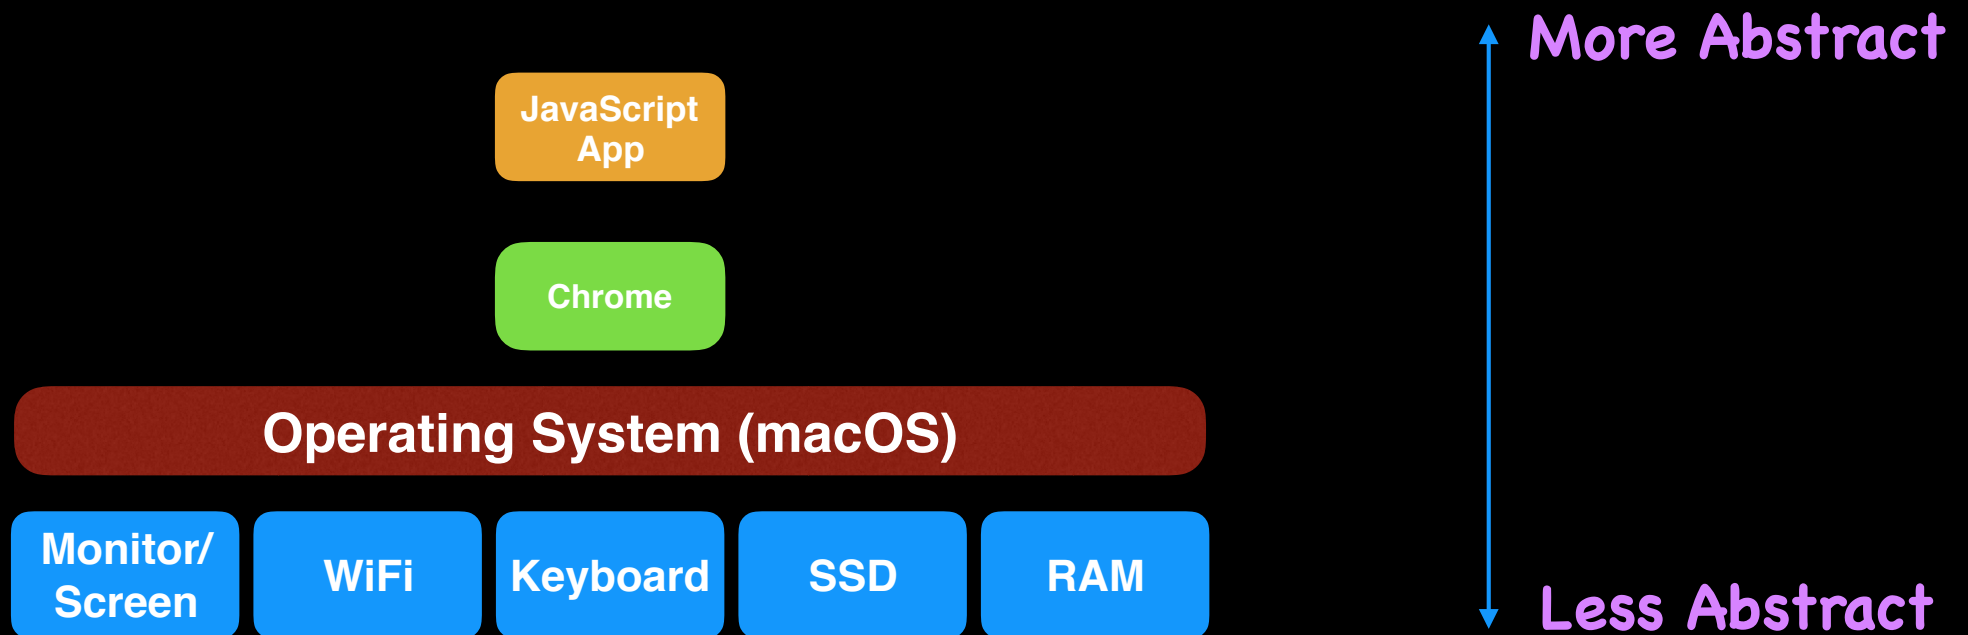 More Abstract
JavaScript
App
Chrome
Operating System (macOS)
Monitor/
Screen
WiFi
Keyboard
SSD
RAM
Less Abstract